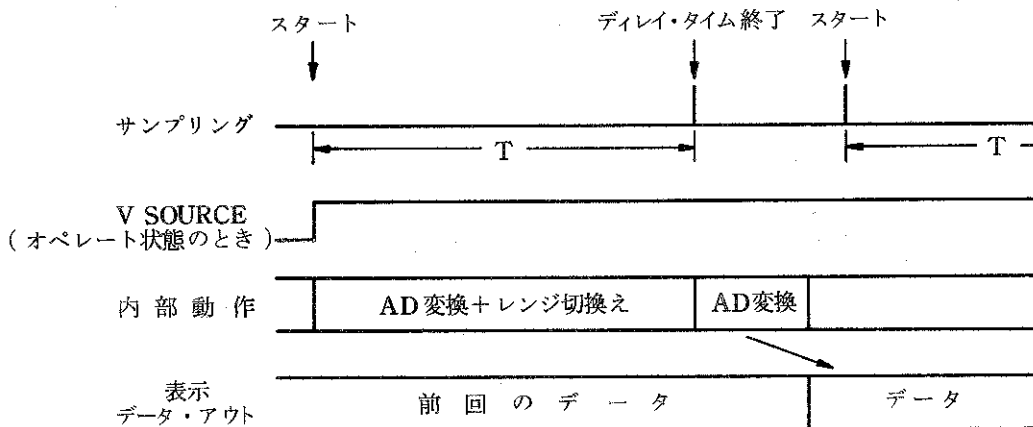 スタート ディレイ・タイム終了 スタート
サンプリング
T T
V SOURCE
(オペレート状態のとき)
内部動作 AD変換+レンジ切換え AD変換
表示
データ・アウト 前回のデータ データ